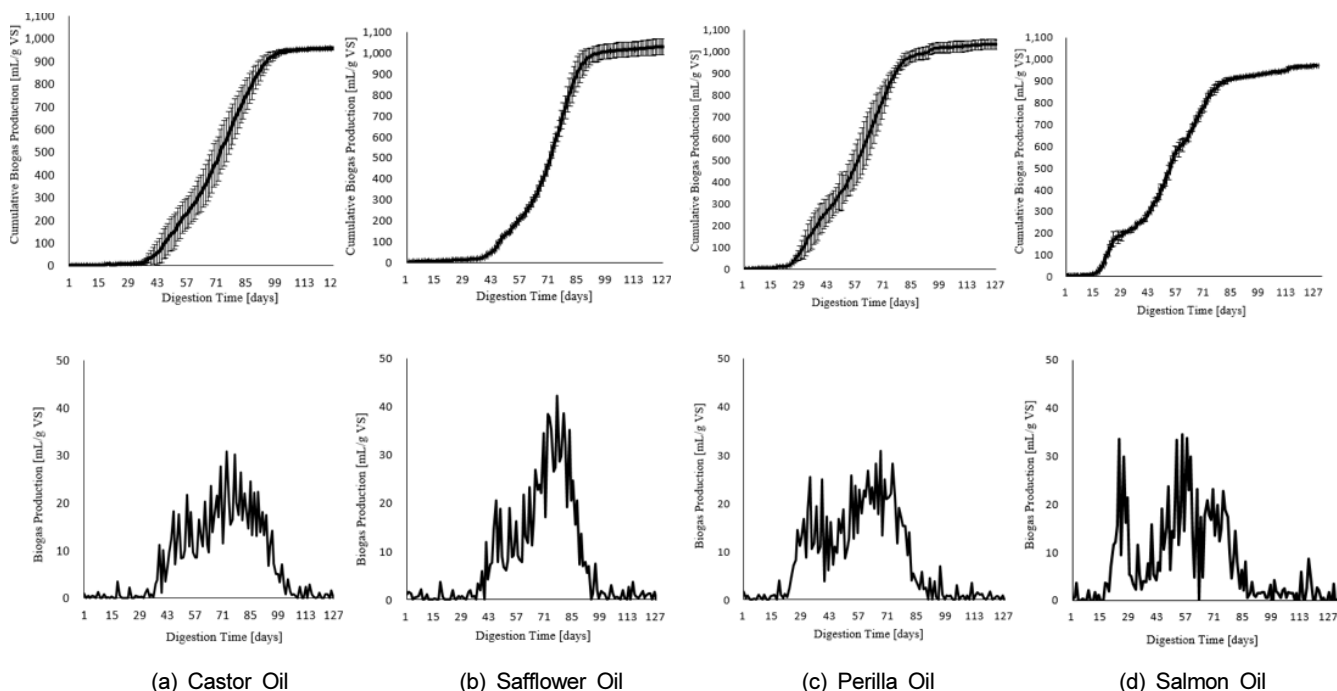 1,100
1,000
900
800
700
600
500
400
300
200
100
0
Cumulative Biogas Production [mL/g VS]
1 15 29 43 57 71 85 99 113 12
Digestion Time [days]
1,100
1,000
900
800
700
600
500
400
300
200
100
0
Cumulative Biogas Production [mL/g VS]
1 15 29 43 57 71 85 99 113 127
Digestion Time [days]
1,100
1,000
900
800
700
600
500
400
300
200
100
0
Cumulative Biogas Production [mL/g VS]
1 15 29 43 57 71 85 99 113 127
Digestion Time [days]
1,100
1,000
900
800
700
600
500
400
300
200
100
0
Cumulative Biogas Production [mL/g VS]
1 15 29 43 57 71 85 99 113 127
Digestion Time [days]
50
40
30
20
10
0
Biogas Production [mL/g VS]
1 15 29 43 57 71 85 99 113 127
Digestion Time [days]
50
40
30
20
10
0
Biogas Production [mL/g VS]
1 15 29 43 57 71 85 99 113 127
Digestion Time [days]
50
40
30
20
10
0
Biogas Production [mL/g VS]
1 15 29 43 57 71 85 99 113 127
Digestion Time [days]
50
40
30
20
10
0
Biogas Production [mL/g VS]
1 15 29 43 57 71 85 99 113 127
Digestion Time [days]
(a) Castor Oil
(b) Safflower Oil
(c) Perilla Oil
(d) Salmon Oil